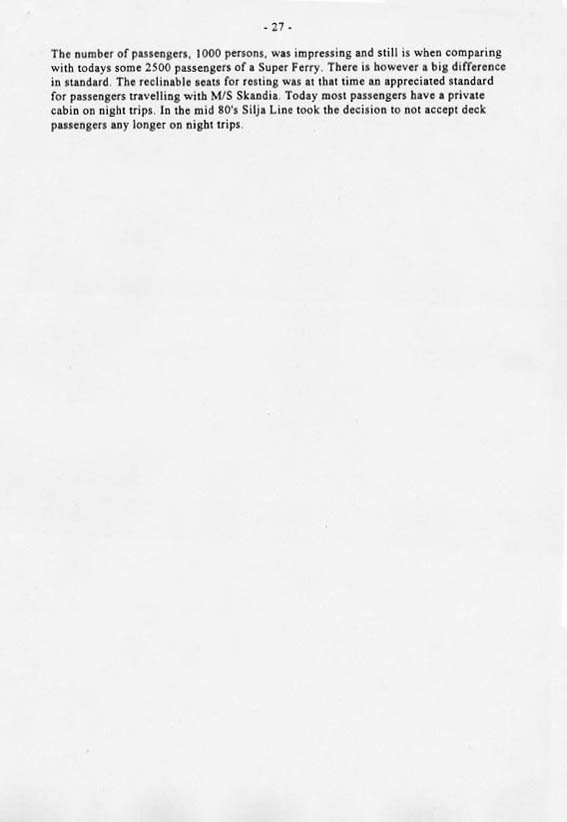 - 27 -
The number of passengers, 1000 persons, was impressing and still is when comparing
with todays some 2500 passengers of a Super Ferry. There is however a big difference
in standard. The reclinable seats for resting was at that time an appreciated standard
for passengers travelling with M/S Skandia. Today most passengers have a private
cabin on night trips. In the mid 80's Silja Line took the decision to not accept deck
passengers any longer on night trips.